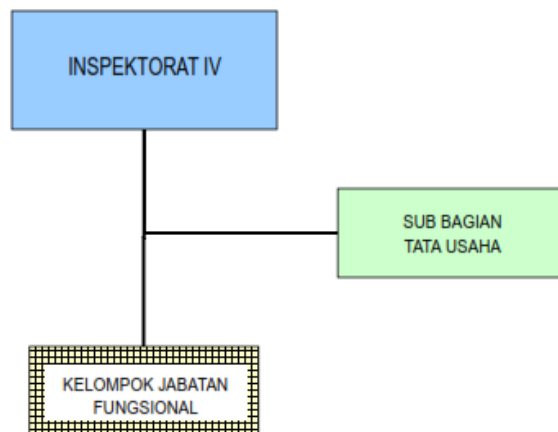 INSPEKTORAT IV
SUB BAGIAN
TATA USAHA
KELOMPOK JABATAN
FUNGSIONAL